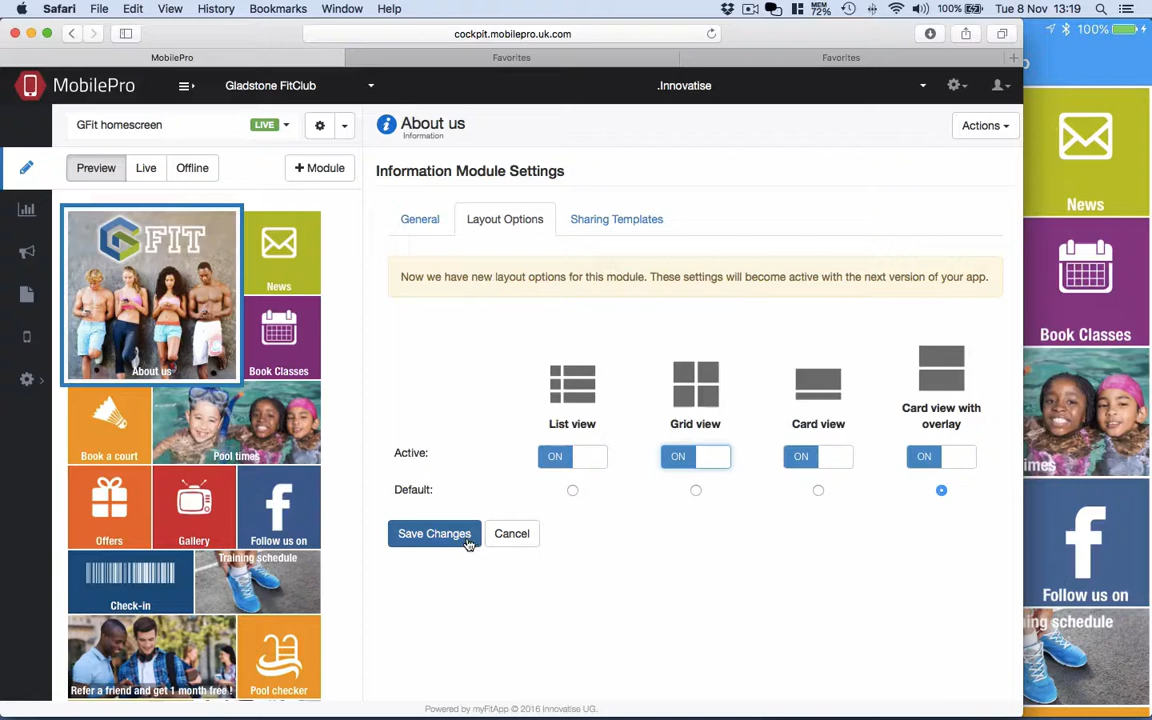 Safari File Edit View History Bookmarks Window Help MEM 72% 100% Tue 8 Nov 13:19
cockpit.mobilepro.uk.com
100%
MobilePro Favorites Favorites
MobilePro Gladstone FitClub .Innovatise
GFit homescreen LIVE
About us
Information
Actions
Preview Live Offline + Module
Information Module Settings
General Layout Options Sharing Templates
Now we have new layout options for this module. These settings will become active with the next version of your app.
List view Grid view Card view Card view with overlay
Active: ON ON ON ON
Default:
Save Changes Cancel
GFIT
About us
News
Book Classes
Book a court
Pool times
Offers
Gallery
Follow us on
Check-in
Training schedule
Refer a friend and get 1 month free !
Pool checker
News
Book Classes
Follow us on
Powered by myFitApp © 2016 innovatise UG.